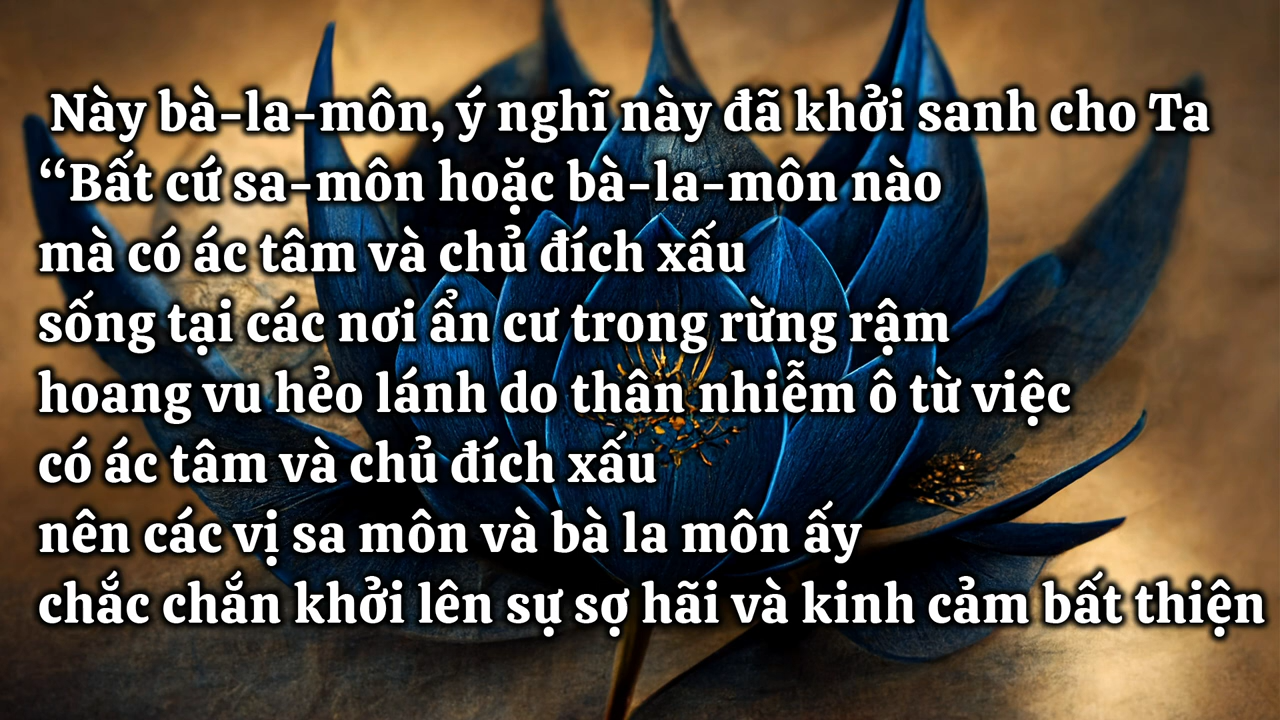 Này bà-la-môn, ý nghĩ này đã khởi sanh cho Ta
“Bất cứ sa-môn hoặc bà-la-môn nào
mà có ác tâm và chủ đích xấu
sống tại các nơi ẩn cư trong rừng rậm
hoang vu hẻo lánh do thân nhiễm ô từ việc
có ác tâm và chủ đích xấu
nên các vị sa môn và bà la môn ấy
chắc chắn khởi lên sự sợ hãi và kinh cảm bất thiện